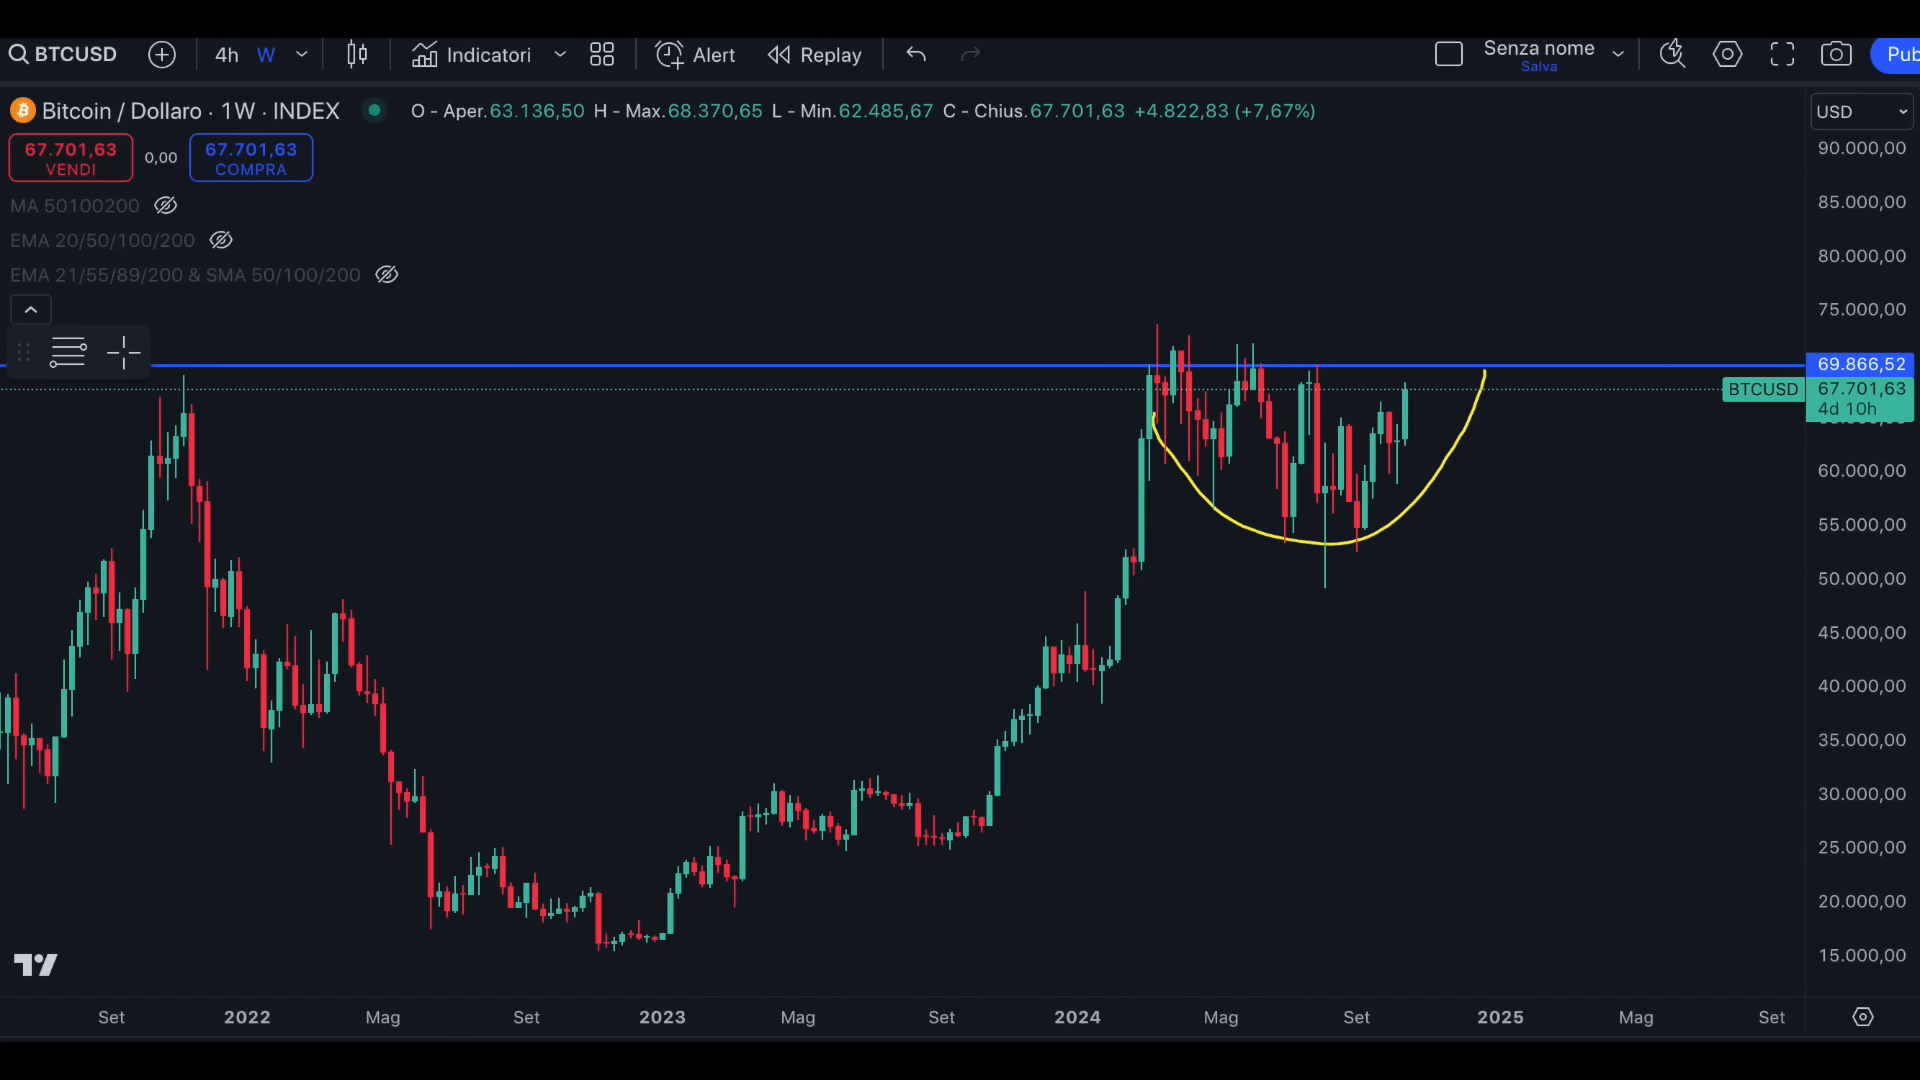 BTCUSD 4h W Indicatori Alert Replay Senza nome Pub
Salva
Bitcoin / Dollaro · 1W · INDEX O - Aper.63.136,50 H - Max.68.370,65 L - Min.62.485,67 C - Chius.67.701,63 +4.822,83 (+7,67%) USD
67.701,63 0,00 67.701,63
VENDI COMPRA
MA 50100200
EMA 20/50/100/200
EMA 21/55/89/200 & SMA 50/100/200
90.000,00
85.000,00
80.000,00
75.000,00
69.866,52
BTCUSD 67.701,63
4d 10h
60.000,00
55.000,00
50.000,00
45.000,00
40.000,00
35.000,00
30.000,00
25.000,00
20.000,00
15.000,00
Set 2022 Mag Set 2023 Mag Set 2024 Mag Set 2025 Mag Set